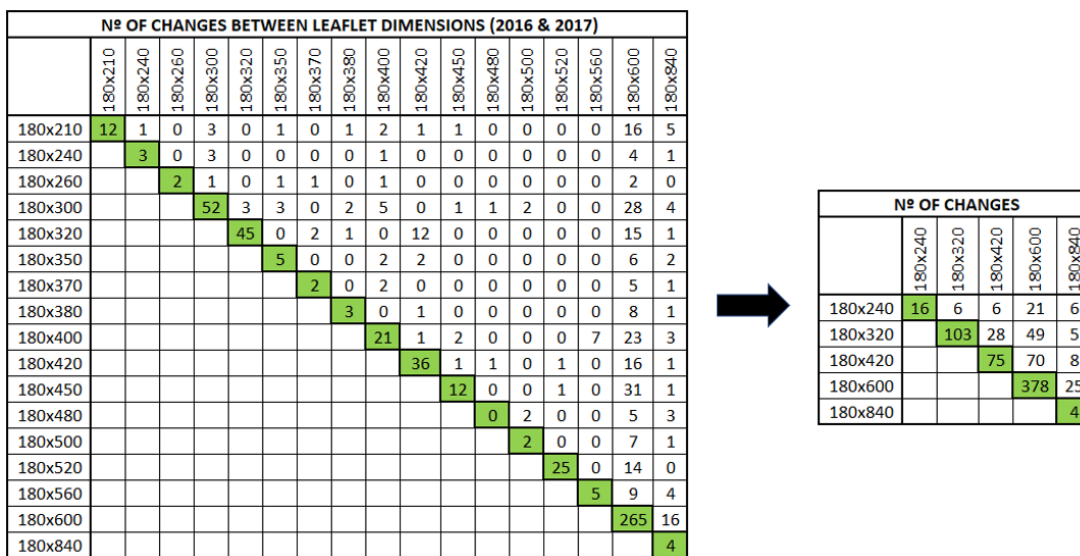 Nº OF CHANGES BETWEEN LEAFLET DIMENSIONS (2016 & 2017)
180x210 180x240 180x260 180x300 180x320 180x350 180x370 180x380 180x400 180x420 180x450 180x480 180x500 180x520 180x560 180x600 180x840
180x210 12 1 0 3 0 1 0 1 2 1 1 0 0 0 0 16 5
180x240 3 0 3 0 0 0 0 1 0 0 0 0 0 0 4 1
180x260 2 1 0 1 1 0 1 0 0 0 0 0 0 2 0
180x300 52 3 3 0 2 5 0 1 1 2 0 0 28 4
180x320 45 0 2 1 0 12 0 0 0 0 0 15 1
180x350 5 0 0 2 2 0 0 0 0 0 6 2
180x370 2 0 2 0 0 0 0 0 0 5 1
180x380 3 0 1 0 0 0 0 0 8 1
180x400 21 1 2 0 0 0 7 23 3
180x420 36 1 1 0 1 0 16 1
180x450 12 0 0 1 0 31 1
180x480 0 2 0 0 5 3
180x500 2 0 0 7 1
180x520 25 0 14 0
180x560 5 9 4
180x600 265 16
180x840 4
Nº OF CHANGES
180x240 180x320 180x420 180x600 180x840
180x240 16 6 6 21 6
180x320 103 28 49 5
180x420 75 70 8
180x600 378 25
180x840 4